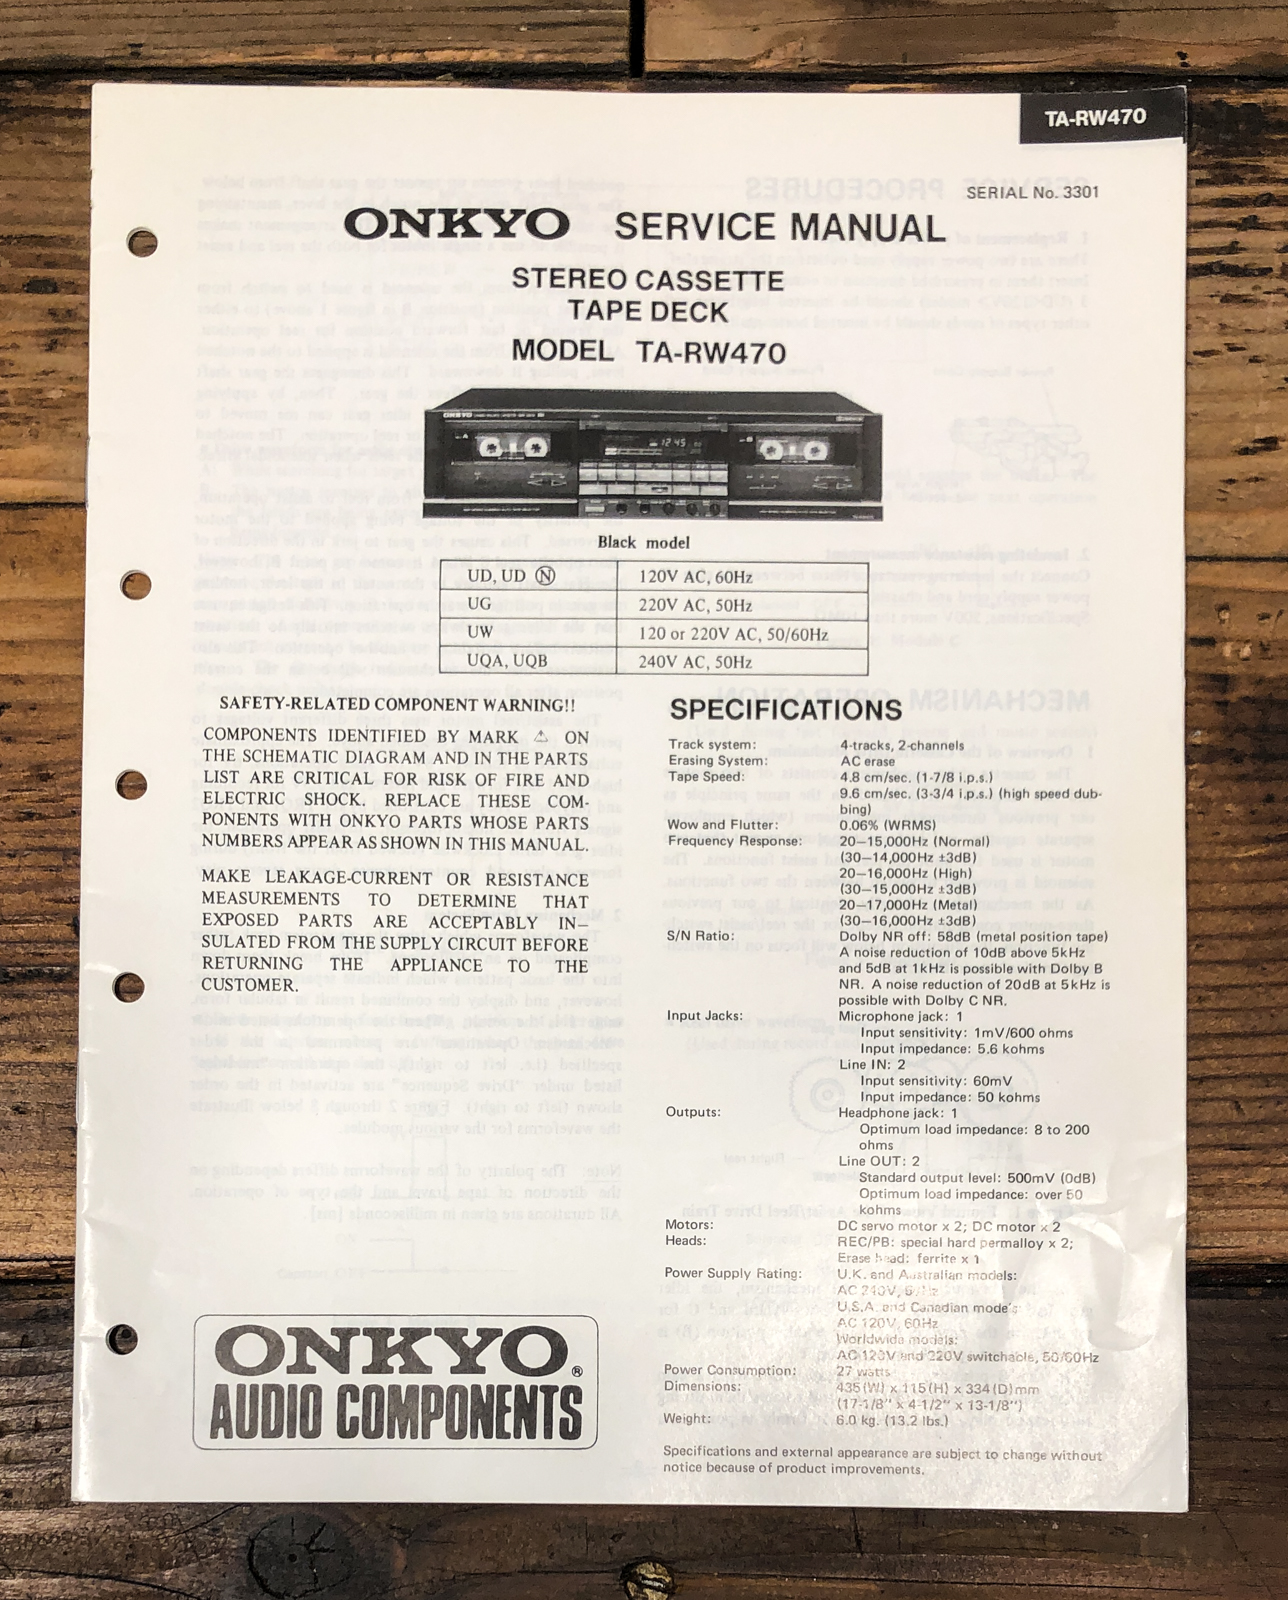 TA-RW470
SERIAL No. 3301
ONKYO SERVICE MANUAL
STEREO CASSETTE
TAPE DECK
MODEL TA-RW470
ONKYO
12 45
Black model
UD, UD Ⓝ 120V AC, 60Hz
UG 220V AC, 50Hz
UW 120 or 220V AC, 50/60Hz
UQA, UQB 240V AC, 50Hz
SAFETY-RELATED COMPONENT WARNING!!
COMPONENTS IDENTIFIED BY MARK ⚠ ON
THE SCHEMATIC DIAGRAM AND IN THE PARTS
LIST ARE CRITICAL FOR RISK OF FIRE AND
ELECTRIC SHOCK. REPLACE THESE COM-
PONENTS WITH ONKYO PARTS WHOSE PARTS
NUMBERS APPEAR AS SHOWN IN THIS MANUAL.
MAKE LEAKAGE-CURRENT OR RESISTANCE
MEASUREMENTS TO DETERMINE THAT
EXPOSED PARTS ARE ACCEPTABLY IN–
SULATED FROM THE SUPPLY CIRCUIT BEFORE
RETURNING THE APPLIANCE TO THE
CUSTOMER.
ONKYO®
AUDIO COMPONENTS
SPECIFICATIONS
Track system: 4-tracks, 2-channels
Erasing System: AC erase
Tape Speed: 4.8 cm/sec. (1-7/8 i.p.s.)
9.6 cm/sec. (3-3/4 i.p.s.) (high speed dub-
bing)
Wow and Flutter: 0.06% (WRMS)
Frequency Response: 20–15,000Hz (Normal)
(30–14,000Hz ±3dB)
20–16,000Hz (High)
(30–15,000Hz ±3dB)
20–17,000Hz (Metal)
(30–16,000Hz ±3dB)
S/N Ratio: Dolby NR off: 58dB (metal position tape)
A noise reduction of 10dB above 5kHz
and 5dB at 1kHz is possible with Dolby B
NR. A noise reduction of 20dB at 5kHz is
possible with Dolby C NR.
Input Jacks: Microphone jack: 1
Input sensitivity: 1mV/600 ohms
Input impedance: 5.6 kohms
Line IN: 2
Input sensitivity: 60mV
Input impedance: 50 kohms
Outputs: Headphone jack: 1
Optimum load impedance: 8 to 200
ohms
Line OUT: 2
Standard output level: 500mV (0dB)
Optimum load impedance: over 50
kohms
Motors: DC servo motor x 2; DC motor x 2
Heads: REC/PB: special hard permalloy x 2;
Erase head: ferrite x 1
Power Supply Rating: U.K. and Australian models:
AC 240V, 50Hz
U.S.A. and Canadian models:
AC 120V, 60Hz
Worldwide models:
AC 120V and 220V switchable, 50/60Hz
Power Consumption: 27 watts
Dimensions: 435(W) x 115(H) x 334(D)mm
(17-1/8" x 4-1/2" x 13-1/8")
Weight: 6.0 kg. (13.2 lbs.)
Specifications and external appearance are subject to change without
notice because of product improvements.